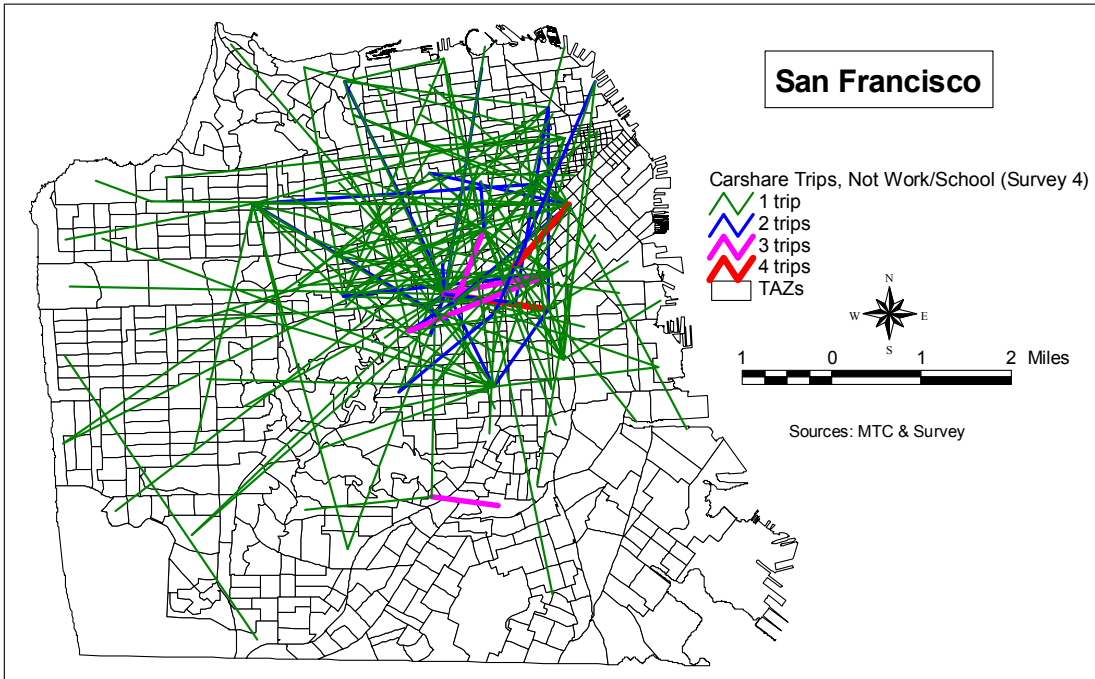 San Francisco
Carshare Trips, Not Work/School (Survey 4)
1 trip
2 trips
3 trips
4 trips
TAZs
N
W E
S
1 0 1 2 Miles
Sources: MTC & Survey